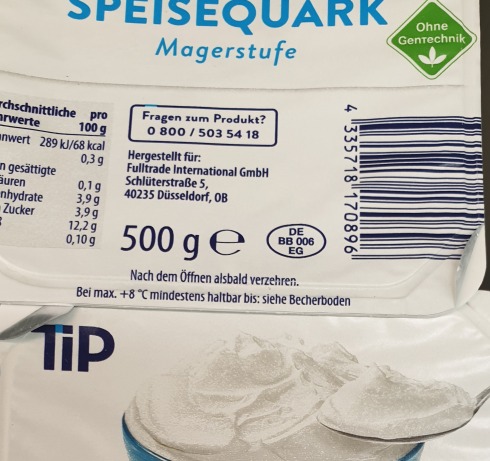 SPEISEQUARK
Magerstufe
Ohne
GenTechnik
rchschnittliche pro
rwerte 100 g
nwert 289 kJ/68 kcal
0,3 g
n gesättigte
äuren 0,1 g
nhydrate 3,9 g
Zucker 3,9 g
12,2 g
0,10 g
Fragen zum Produkt?
0 800 / 503 54 18
Hergestellt für:
Fulltrade International GmbH
Schlüterstraße 5,
40235 Düsseldorf, OB
500 g e
DE
BB 006
EG
4 335718 170896
Nach dem Öffnen alsbald verzehren.
Bei max. +8 °C mindestens haltbar bis: siehe Becherboden
TiP